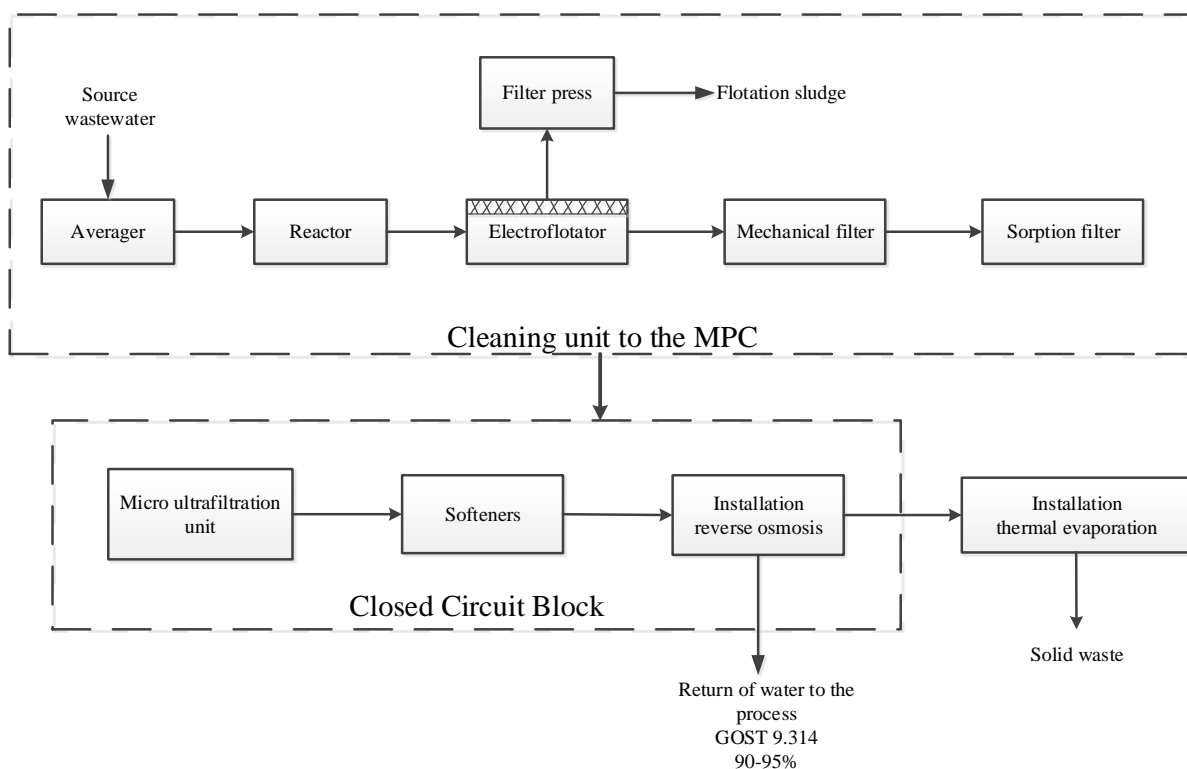 Filter press
Flotation sludge
Source
wastewater
Averager
Reactor
Electroflotator
Mechanical filter
Sorption filter
Cleaning unit to the MPC
Micro ultrafiltration
unit
Softeners
Installation
reverse osmosis
Installation
thermal evaporation
Closed Circuit Block
Solid waste
Return of water to the
process
GOST 9.314
90-95%